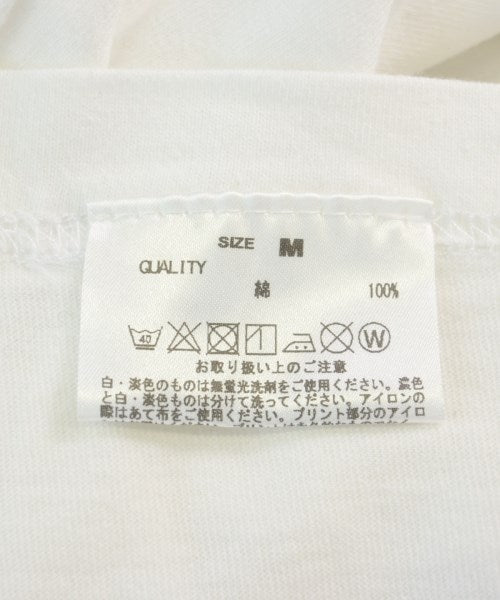 SIZE M
QUALITY
綿 100%
40 W
お取り扱い上のご注意
白・淡色のものは無蛍光洗剤をご使用ください。濃色
と白・淡色ものは分けて洗ってください。アイロンの
際はあて布をご使用ください。プリント部分のアイロ